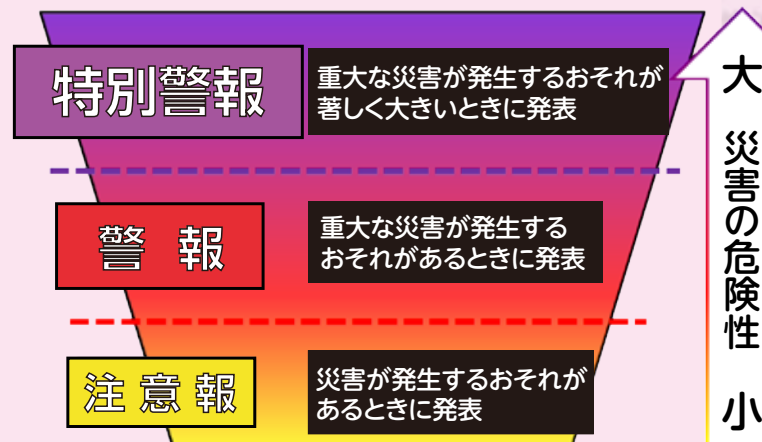 特別警報
重大な災害が発生するおそれが
著しく大きいときに発表
警 報
重大な災害が発生する
おそれがあるときに発表
注 意 報
災害が発生するおそれが
あるときに発表
大 災害の危険性 小